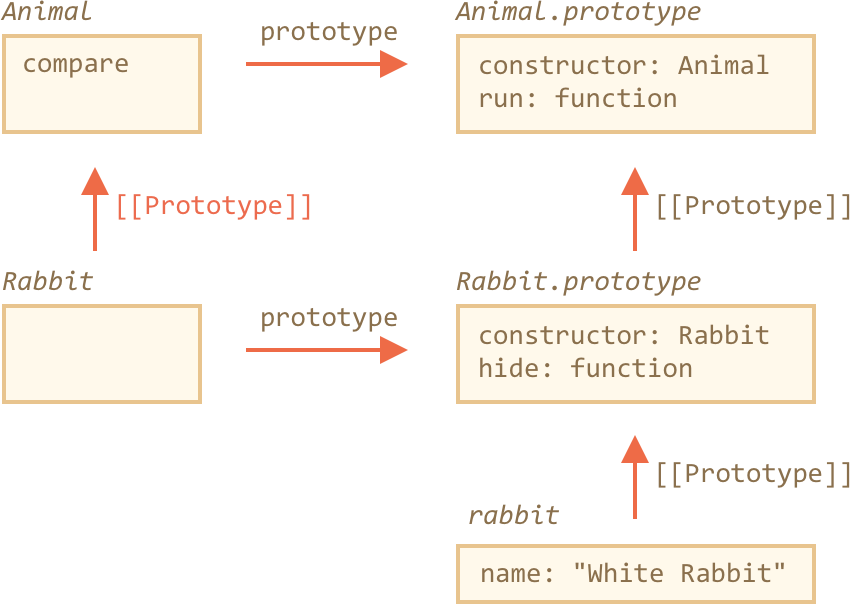 Animal
prototype
Animal.prototype
compare
constructor: Animal
run: function
[[Prototype]]
[[Prototype]]
Rabbit
prototype
Rabbit.prototype
constructor: Rabbit
hide: function
[[Prototype]]
rabbit
name: "White Rabbit"